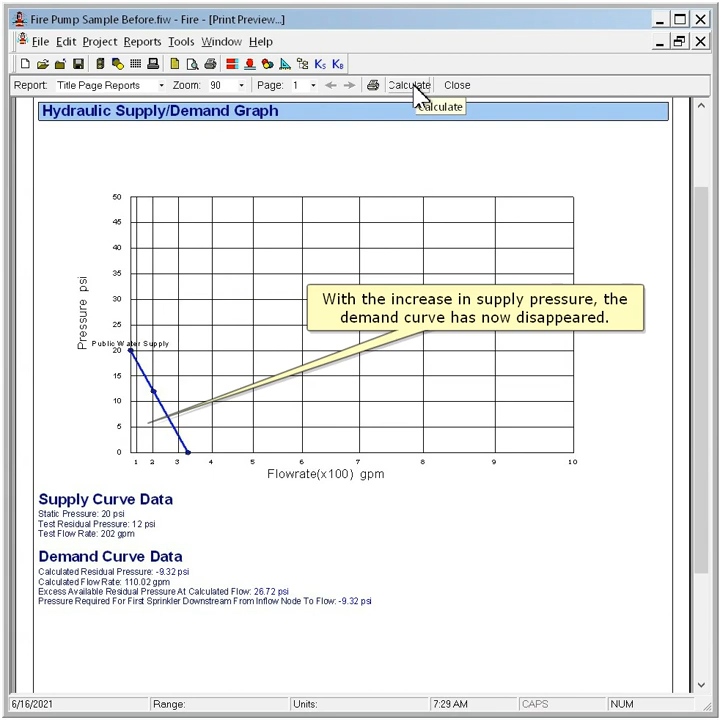 Fire Pump Sample Before.fiw - Fire - [Print Preview...]
File Edit Project Reports Tools Window Help
Ks KB
Report: Title Page Reports Zoom: 90 Page: 1 Calculate Close
Calculate
Hydraulic Supply/Demand Graph
50
45
40
35
30
25
20
15
10
5
0
Pressure psi
Public Water Supply
With the increase in supply pressure, the
demand curve has now disappeared.
1 2 3 4 5 6 7 8 9 10
Flowrate(x100) gpm
Supply Curve Data
Static Pressure: 20 psi
Test Residual Pressure: 12 psi
Test Flow Rate: 202 gpm
Demand Curve Data
Calculated Residual Pressure: -9.32 psi
Calculated Flow Rate: 110.02 gpm
Excess Available Residual Pressure At Calculated Flow: 26.72 psi
Pressure Required For First Sprinkler Downstream From Inflow Node To Flow: -9.32 psi
6/16/2021 Range: Units: 7:29 AM CAPS NUM